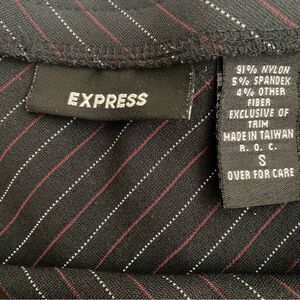 EXPRESS
91% NYLON
5% SPANDEX
4% OTHER
FIBER
EXCLUSIVE OF
TRIM
MADE IN TAIWAN
R. O. C.
S
OVER FOR CARE